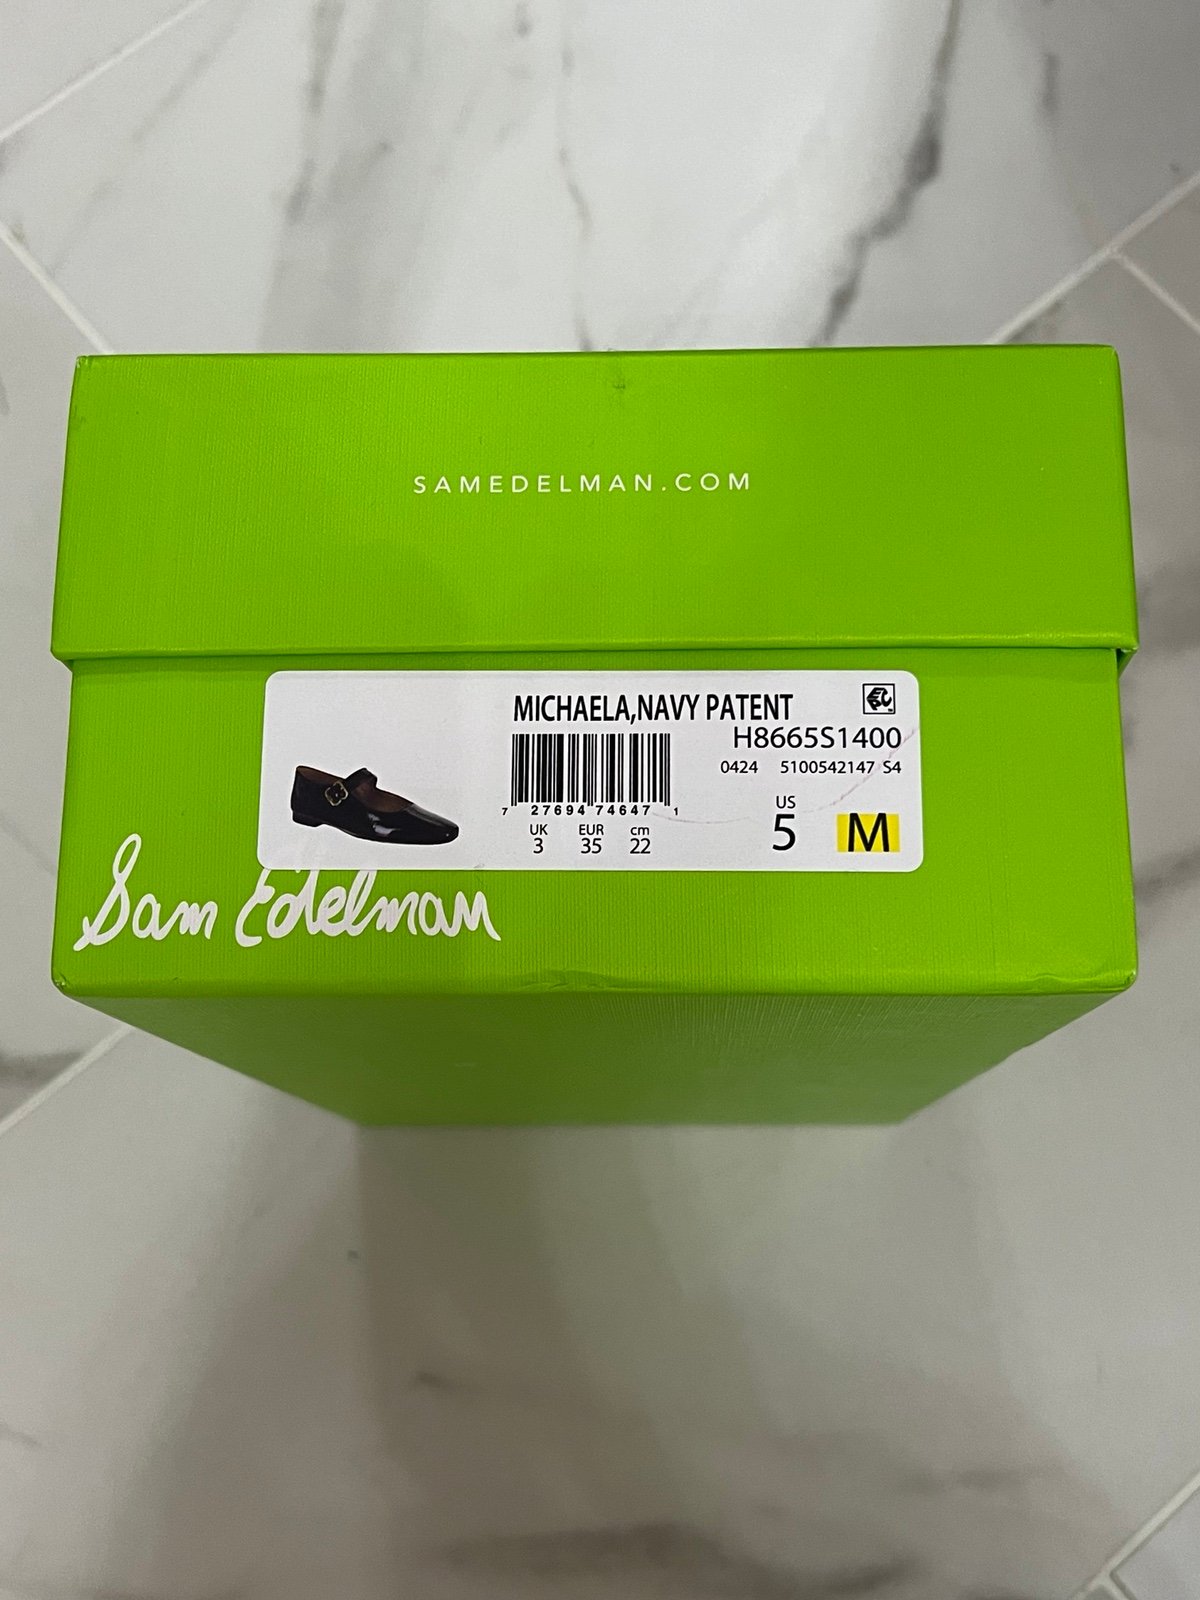 SAMEDELMAN.COM
MICHAELA,NAVY PATENT
H8665S1400
0424 5100542147 S4
7 27694 74647 1
UK EUR cm
3 35 22
US
5 M
Sam Edelman